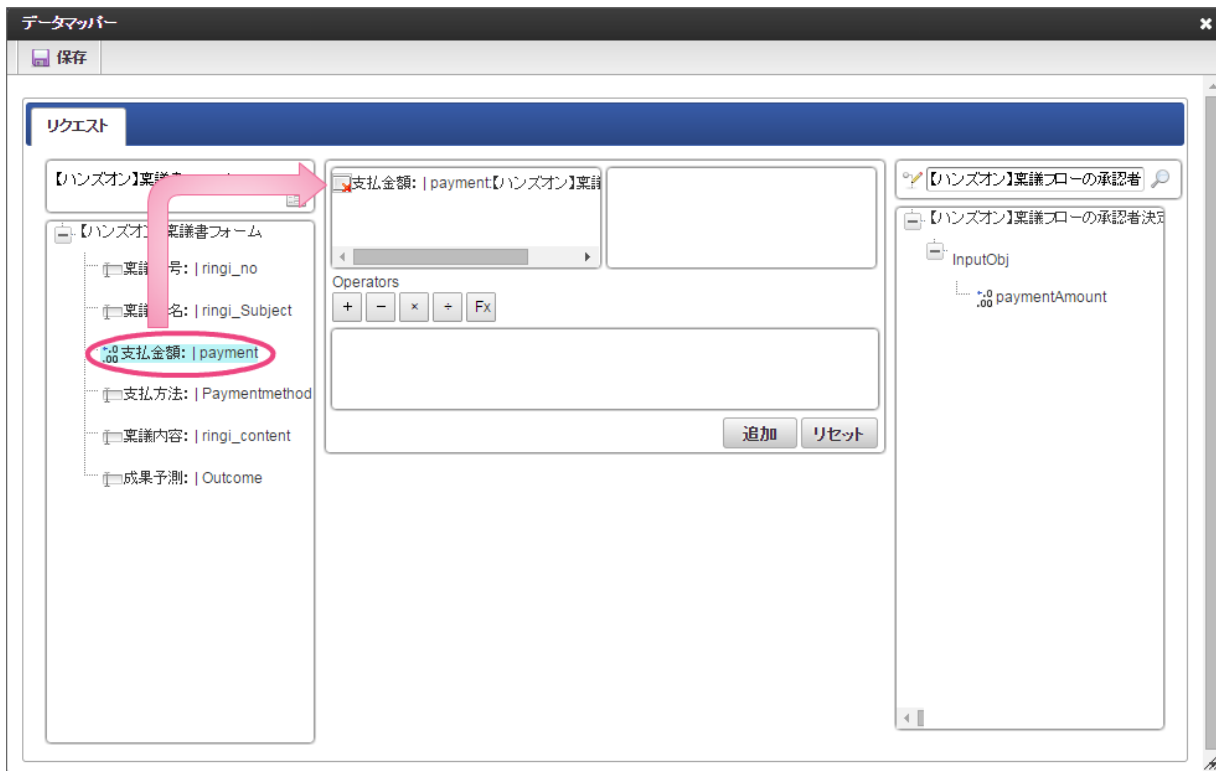 データマッパー
保存
リクエスト
【ハンズオン】稟議書
【ハンズオン】稟議書フォーム
稟議 号: | ringi_no
稟議 名: | ringi_Subject
支払金額: | payment
支払方法: | Paymentmethod
稟議内容: | ringi_content
成果予測: | Outcome
支払金額: | payment:【ハンズオン】稟議
Operators
+ − × ÷ Fx
追加 リセット
【ハンズオン】稟議フローの承認者
【ハンズオン】稟議フローの承認者決定
InputObj
paymentAmount